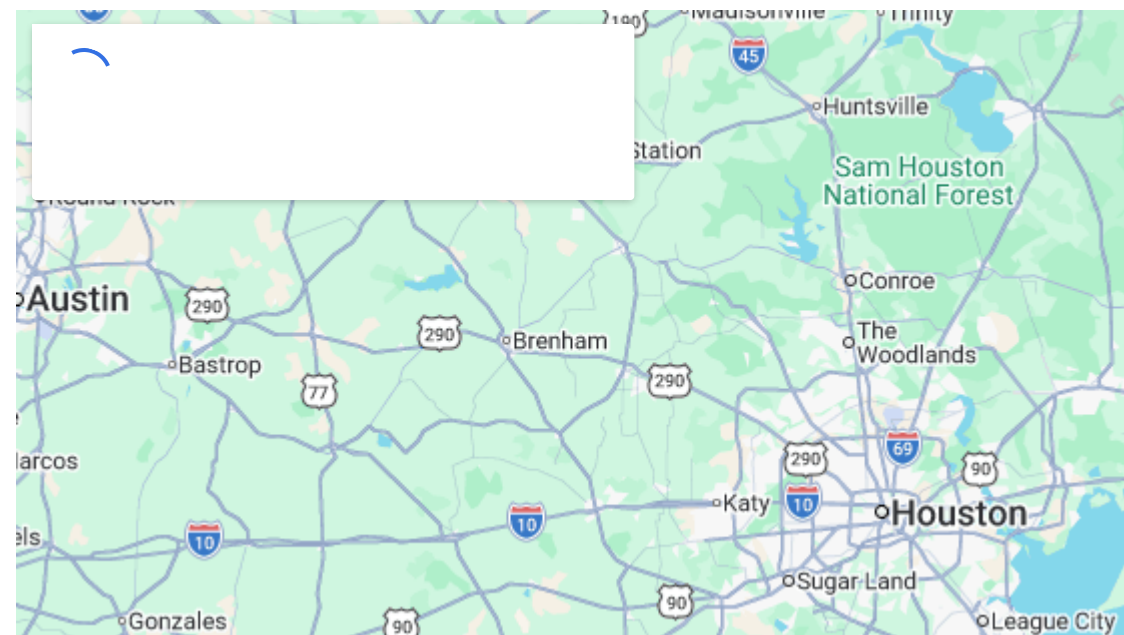 190
Madisonville
Trinity
45
Huntsville
Station
Sam Houston
National Forest
Round Rock
Conroe
Austin
290
290
Brenham
The
Woodlands
Bastrop
77
290
69
290
90
arcos
Katy
10
Houston
10
10
els
Sugar Land
90
Gonzales
90
League City